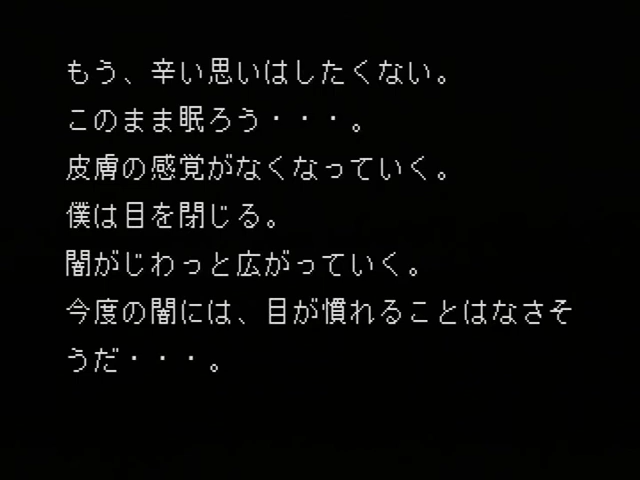 もう、辛い思いはしたくない。
このまま眠ろう・・・。
皮膚の感覚がなくなっていく。
僕は目を閉じる。
闇がじわっと広がっていく。
今度の闇には、目が慣れることはなさそ
うだ・・・。